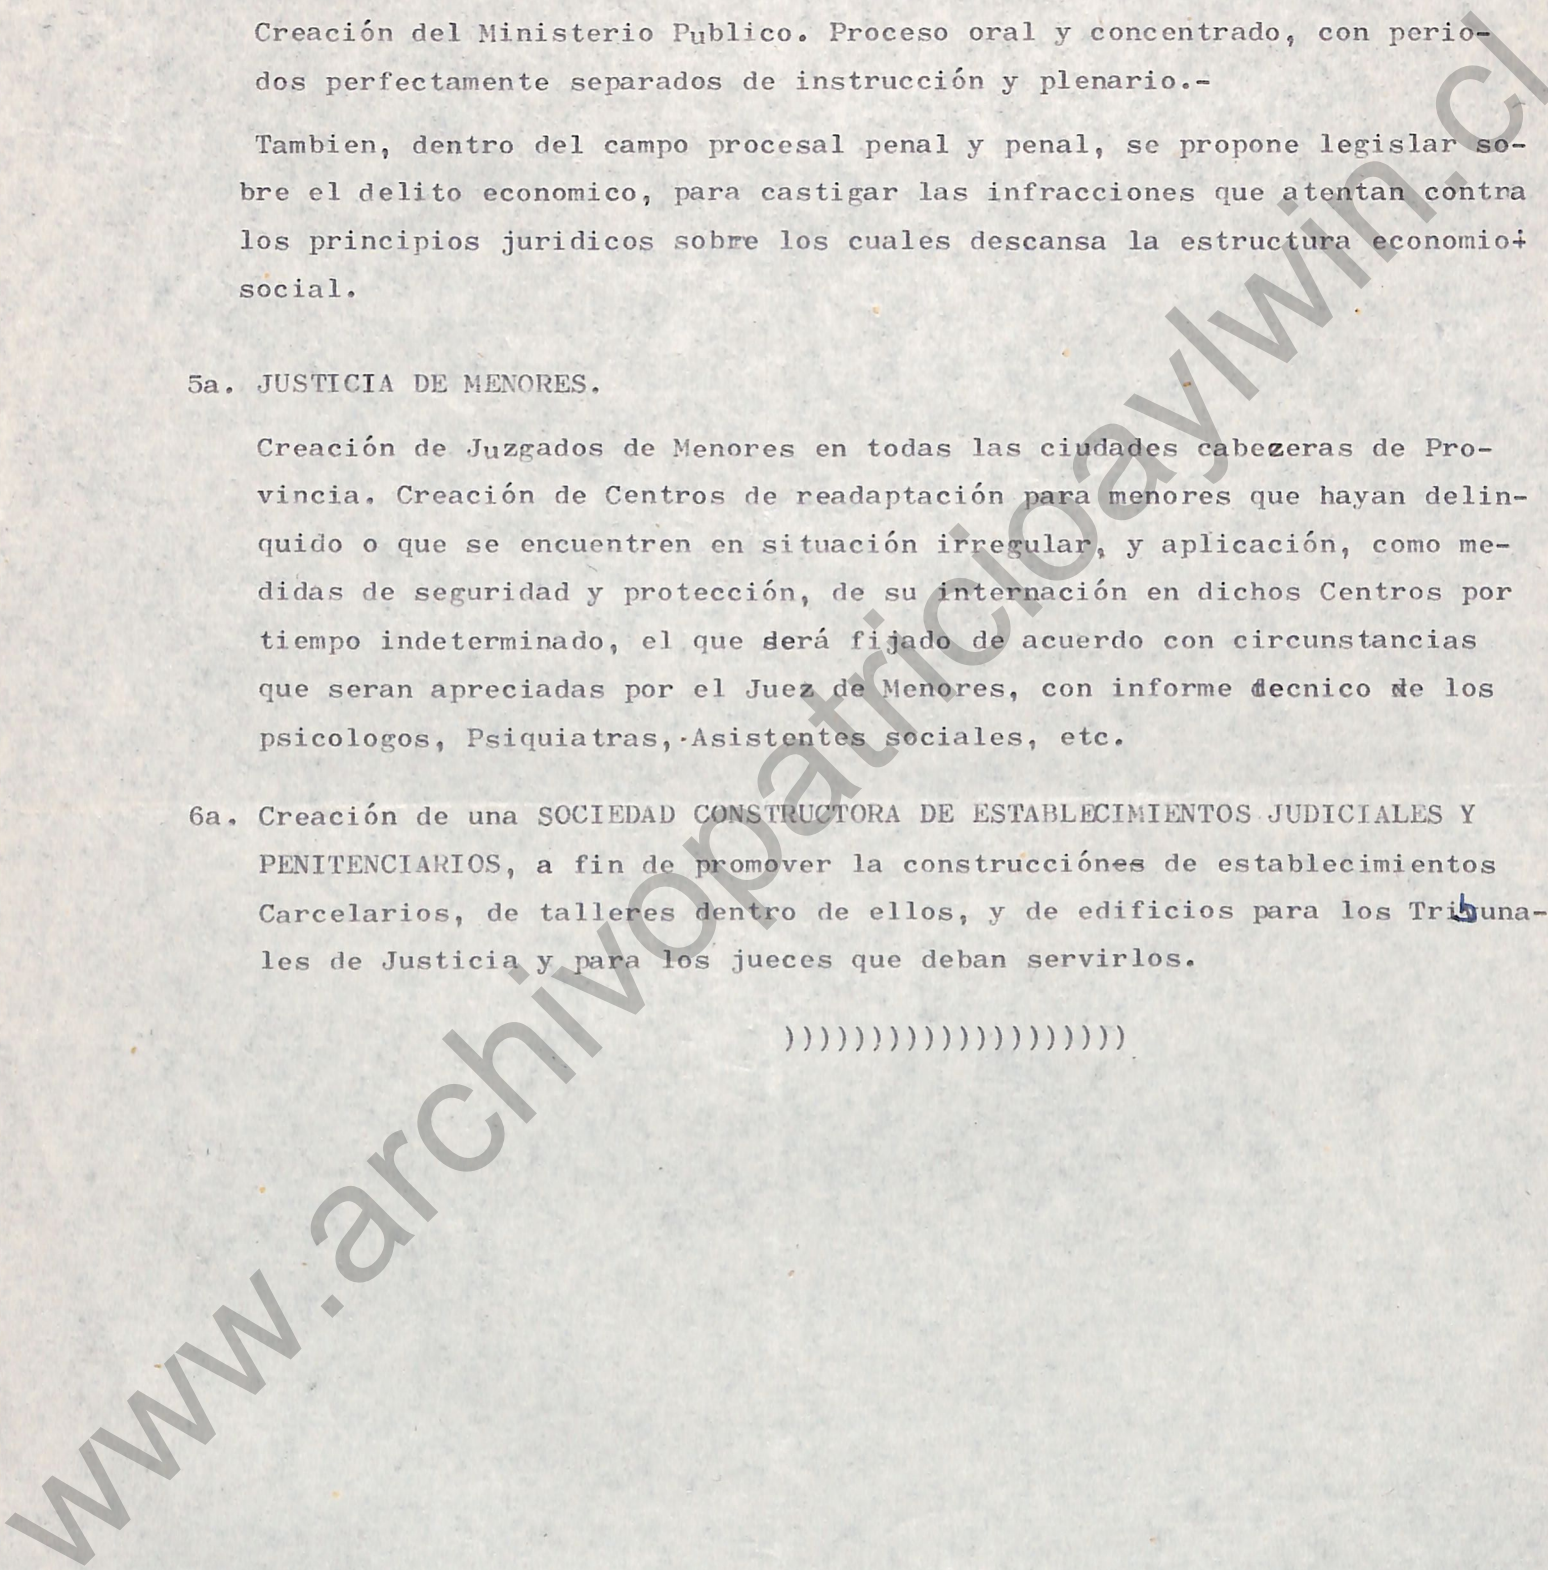 Creación del Ministerio Publico. Proceso oral y concentrado, con perio-
dos perfectamente separados de instrucción y plenario.-
Tambien, dentro del campo procesal penal y penal, se propone legislar so-
bre el delito economico, para castigar las infracciones que atentan contra
los principios juridicos sobre los cuales descansa la estructura economio-
social.
5a. JUSTICIA DE MENORES.
Creación de Juzgados de Menores en todas las ciudades cabezeras de Pro-
vincia. Creación de Centros de readaptación para menores que hayan delin-
quido o que se encuentren en situación irregular, y aplicación, como me-
didas de seguridad y protección, de su internación en dichos Centros por
tiempo indeterminado, el que será fijado de acuerdo con circunstancias
que seran apreciadas por el Juez de Menores, con informe tecnico de los
psicologos, Psiquiatras, Asistentes sociales, etc.
6a. Creación de una SOCIEDAD CONSTRUCTORA DE ESTABLECIMIENTOS JUDICIALES Y
PENITENCIARIOS, a fin de promover la construcciónes de establecimientos
Carcelarios, de talleres dentro de ellos, y de edificios para los Tribuna-
les de Justicia y para los jueces que deban servirlos.
))))))))))))))))))))
www.archivopatricioaylwin.cl